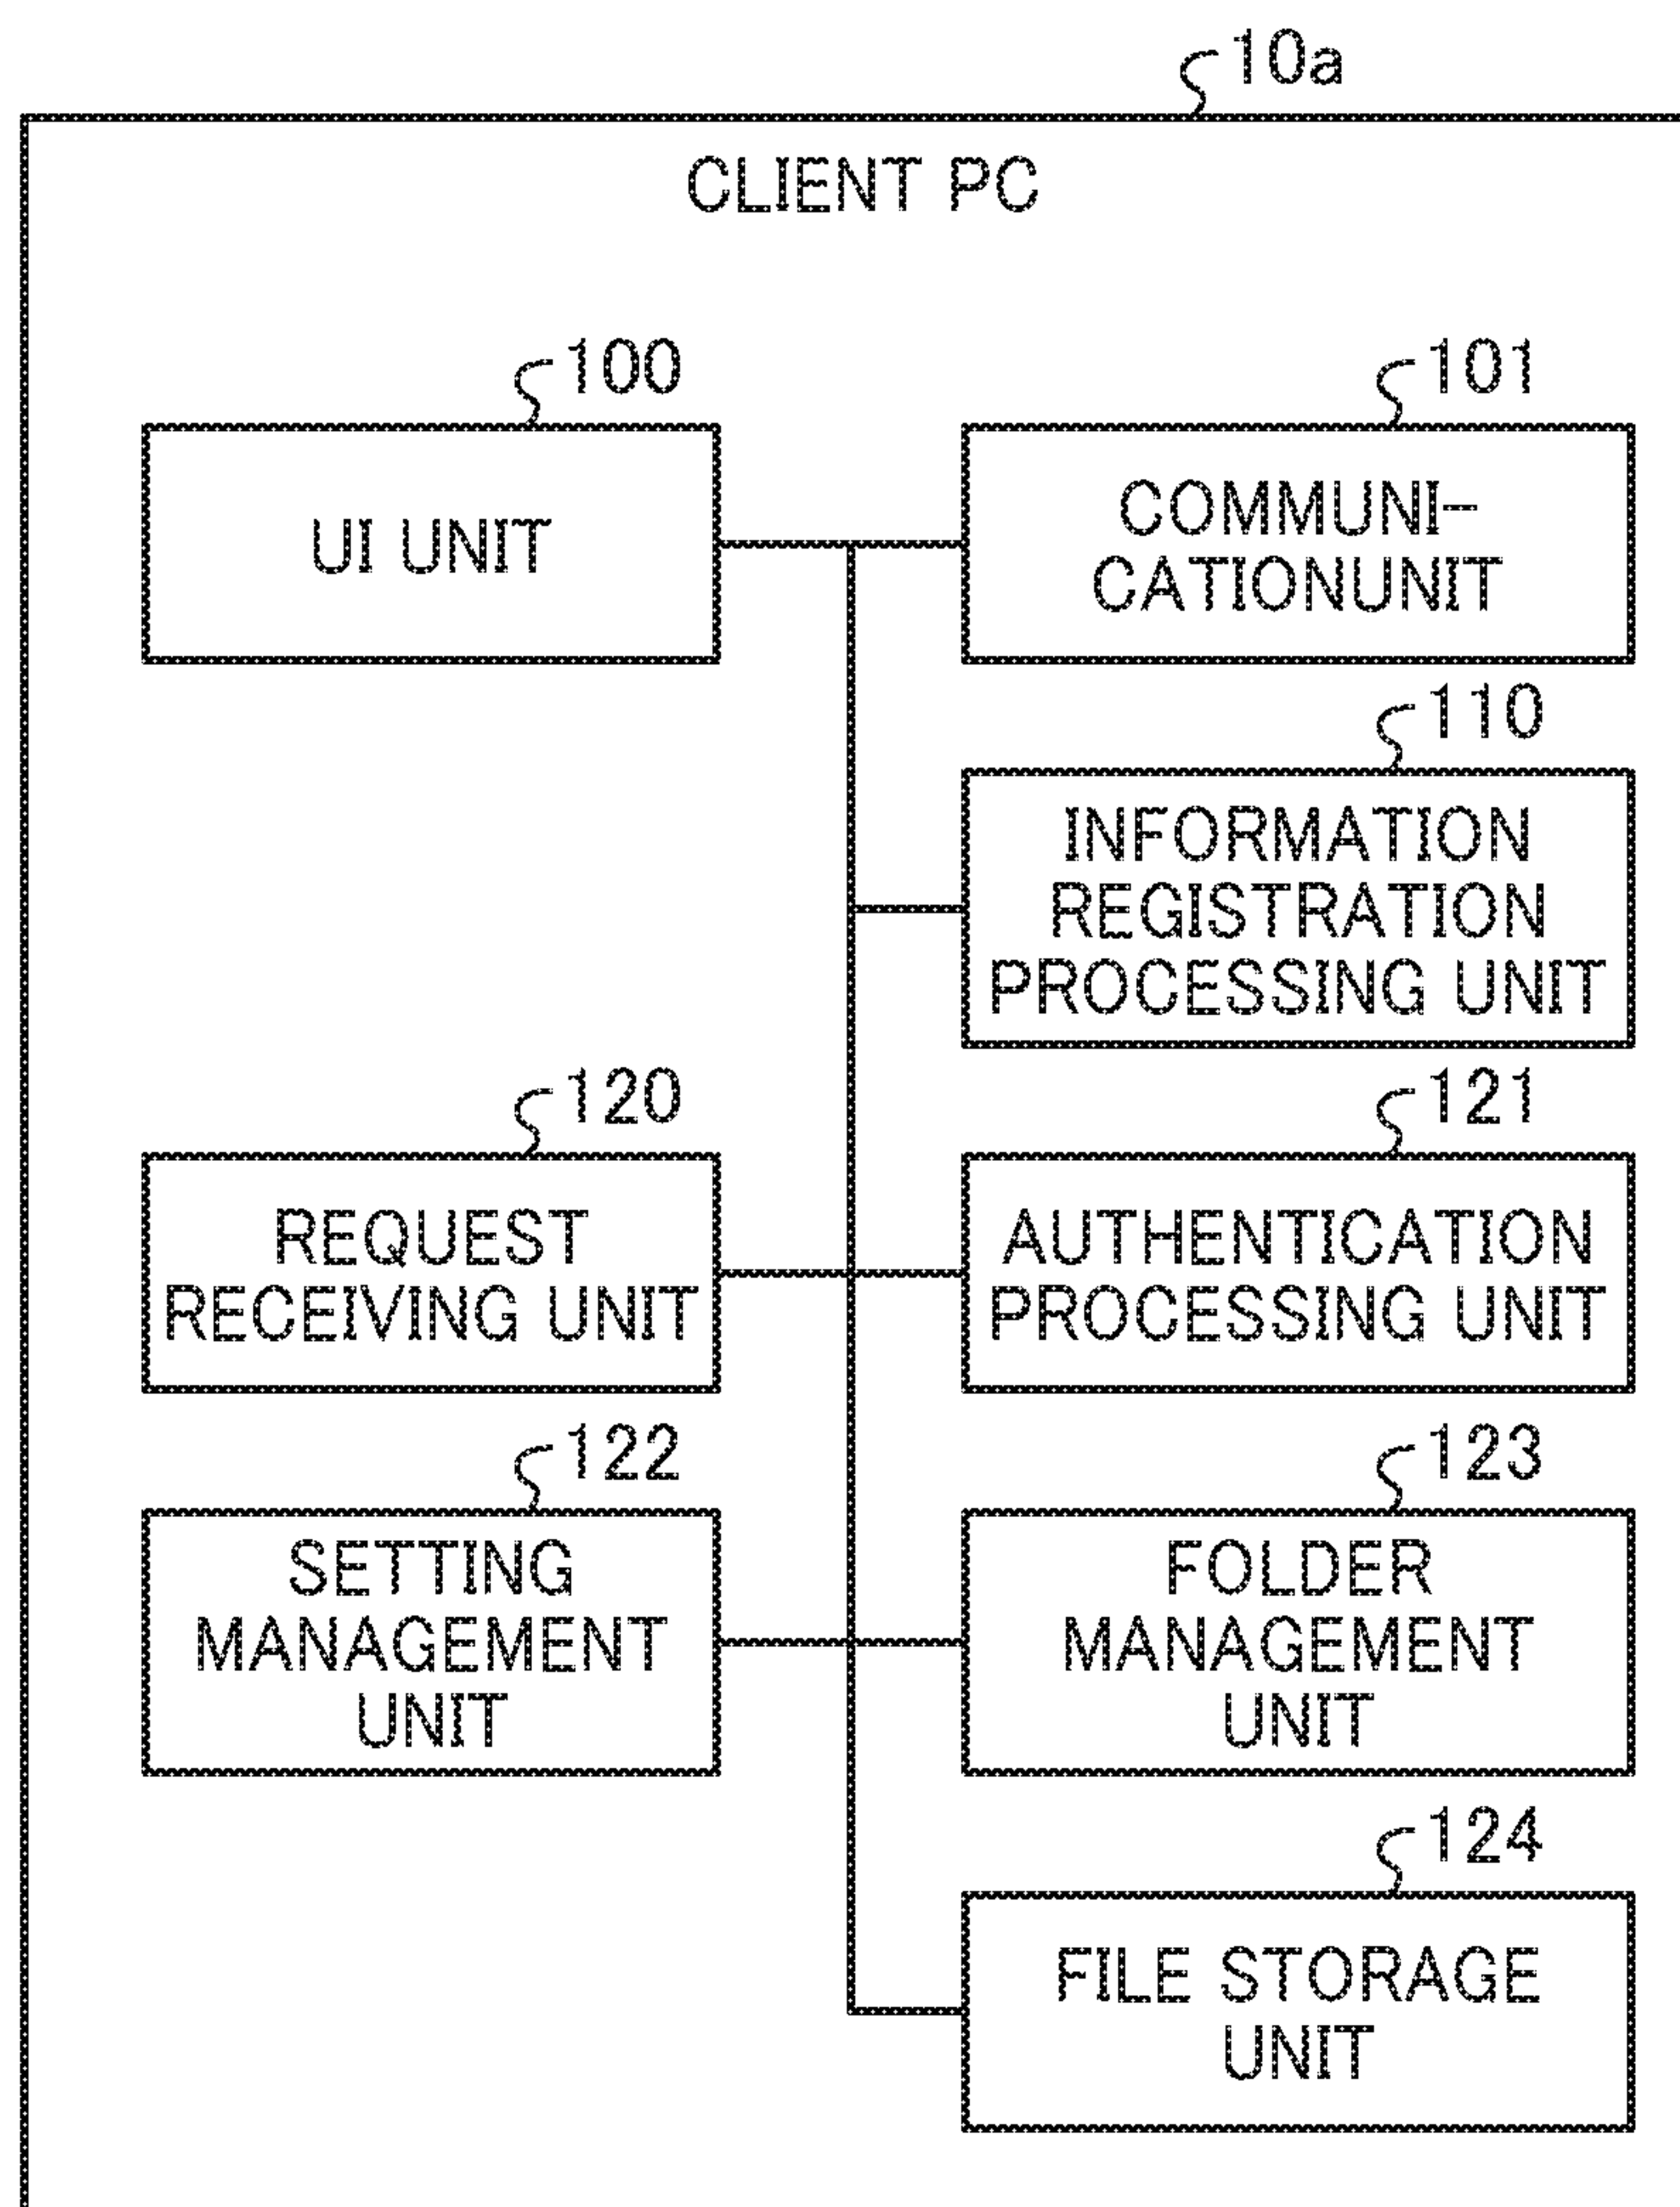 10a
CLIENT PC
100
UI UNIT
101
COMMUNI-
CATIONUNIT
110
INFORMATION
REGISTRATION
PROCESSING UNIT
120
REQUEST
RECEIVING UNIT
121
AUTHENTICATION
PROCESSING UNIT
122
SETTING
MANAGEMENT
UNIT
123
FOLDER
MANAGEMENT
UNIT
124
FILE STORAGE
UNIT